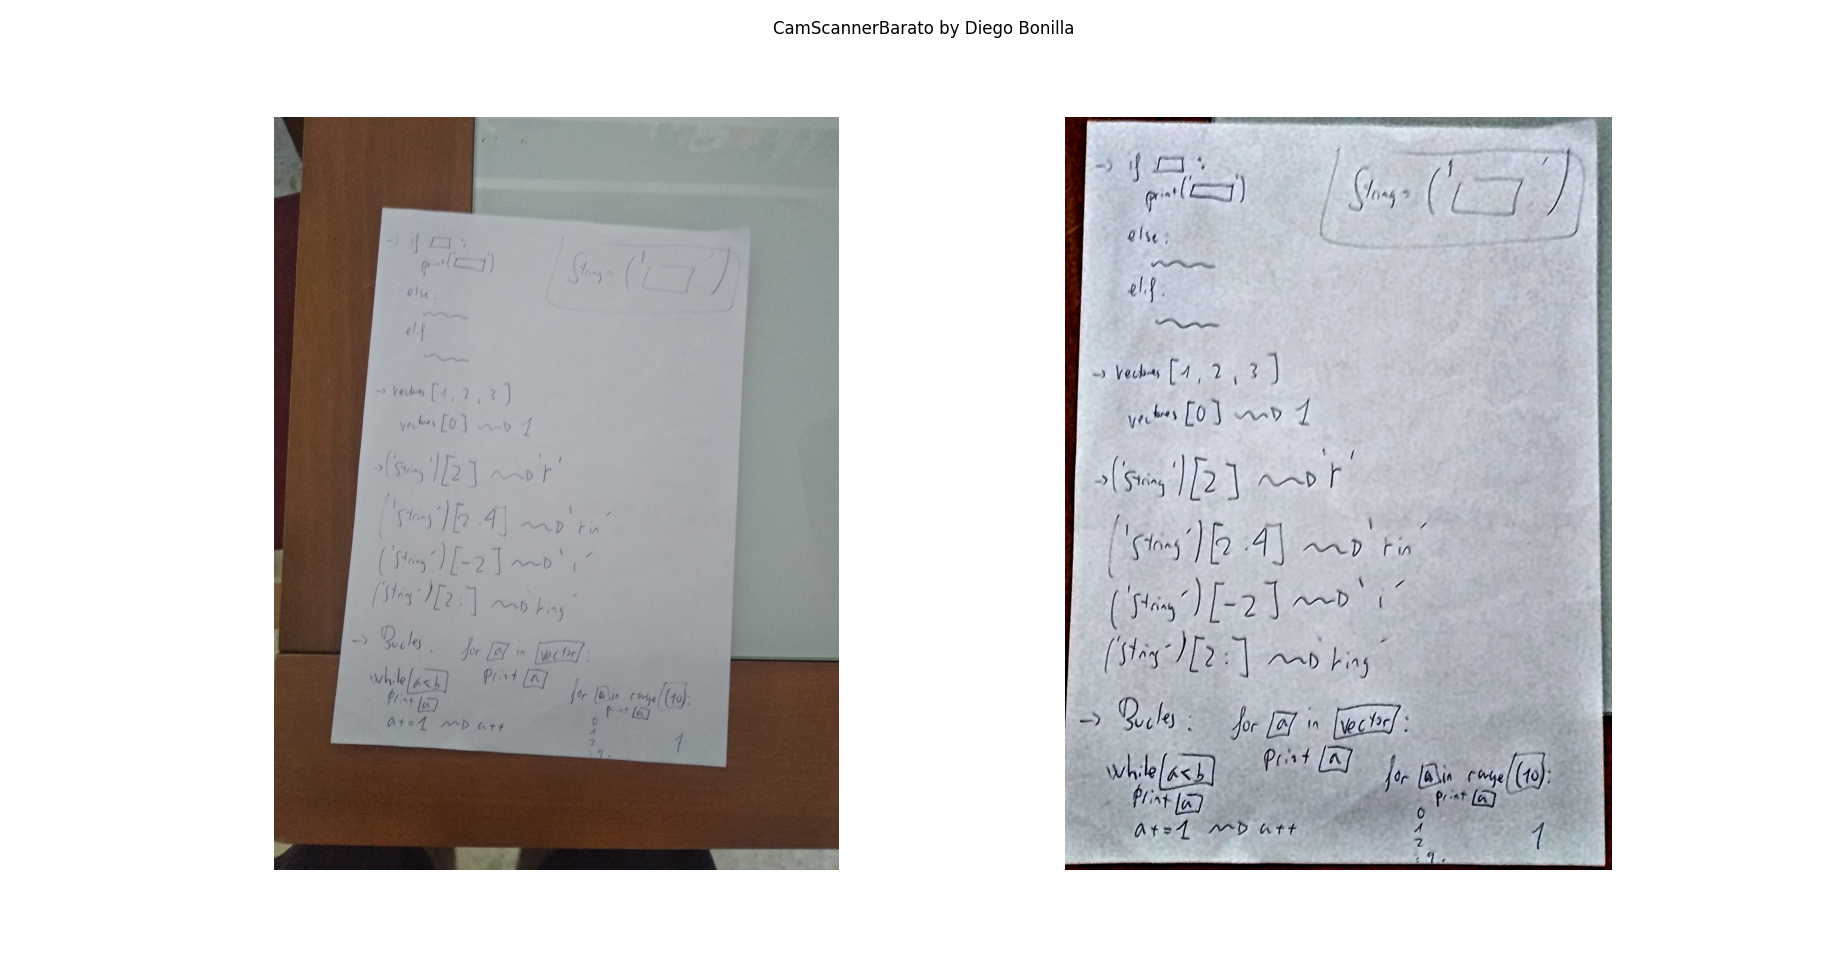 CamScannerBarato by Diego Bonilla
→ if □ :
print('□')
String = ('□')
else:
elif:
→ vectores [1, 2, 3]
vectores [0] ⟿ 1
→ ('string')[2] ⟿ 'r'
('string')[2:4] ⟿ 'rin'
('string')[-2] ⟿ 'i'
('string')[2:] ⟿ 'ring'
→ Bucles:
for a in vector:
print a
while a<b
print a
a+=1 ⟿ a++
for a in range (10):
print a
0
1
2
: 9.
1
→ if □ :
print('□')
String = ('□')
else:
elif:
→ vectores [1, 2, 3]
vectores [0] ⟿ 1
→ ('string')[2] ⟿ 'r'
('string')[2:4] ⟿ 'rin'
('string')[-2] ⟿ 'i'
('string')[2:] ⟿ 'ring'
→ Bucles:
for a in vector:
print a
while a<b
print a
a+=1 ⟿ a++
for a in range (10):
print a
0
1
2
: 9.
1